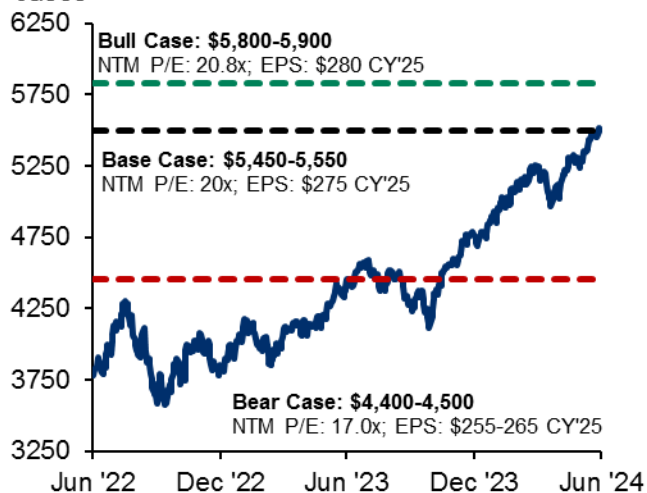 6250
Bull Case: $5,800-5,900
NTM P/E: 20.8x; EPS: $280 CY'25
5750
Base Case: $5,450-5,550
5250
NTM P/E: 20x; EPS: $275 CY'25
4750
4250
3750
Bear Case: $4,400-4,500
NTM P/E: 17.0x; EPS: $255-265 CY'25
3250
Jun '22 Dec '22 Jun '23 Dec '23 Jun '24